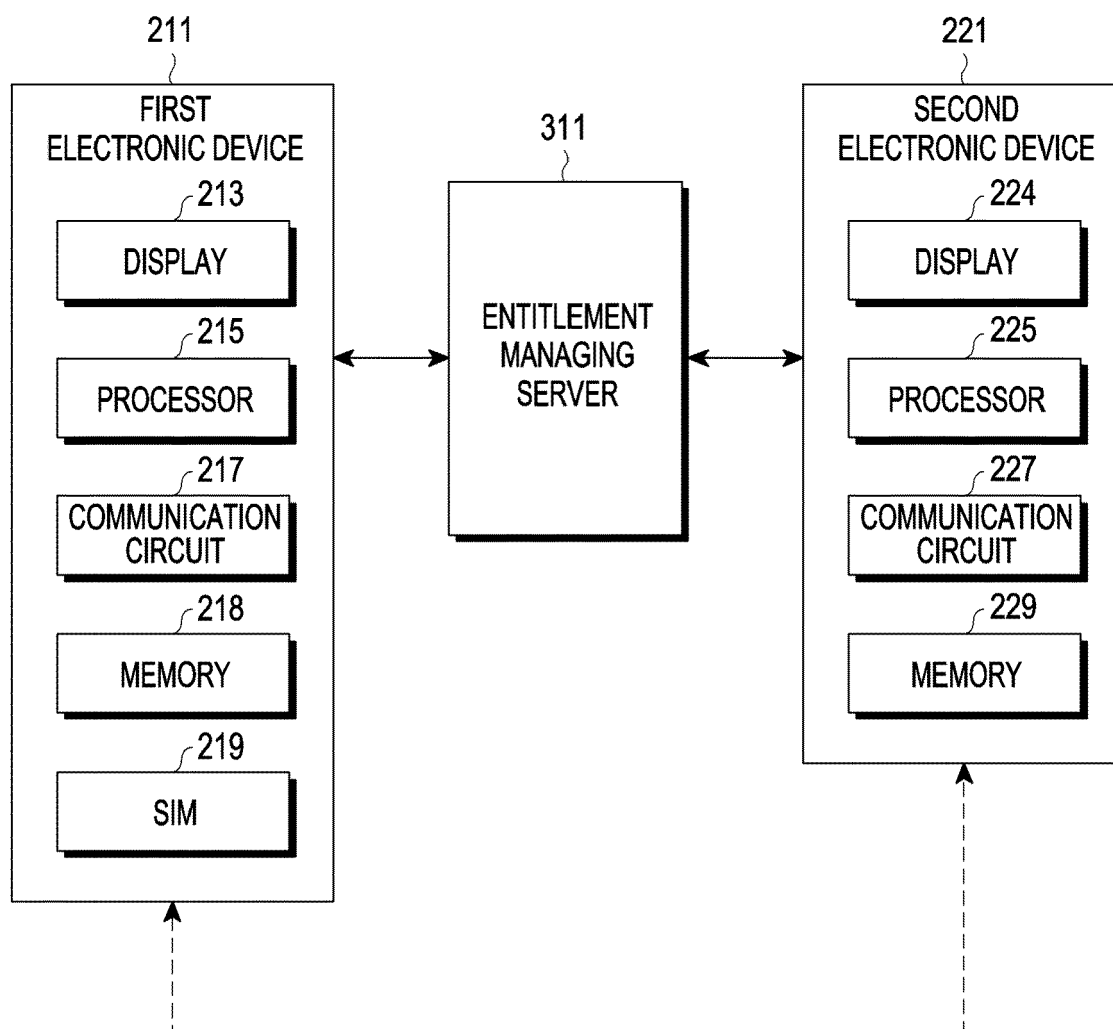 211
FIRST
ELECTRONIC DEVICE
213
DISPLAY
215
PROCESSOR
217
COMMUNICATION
CIRCUIT
218
MEMORY
219
SIM
311
ENTITLEMENT
MANAGING
SERVER
221
SECOND
ELECTRONIC DEVICE
224
DISPLAY
225
PROCESSOR
227
COMMUNICATION
CIRCUIT
229
MEMORY